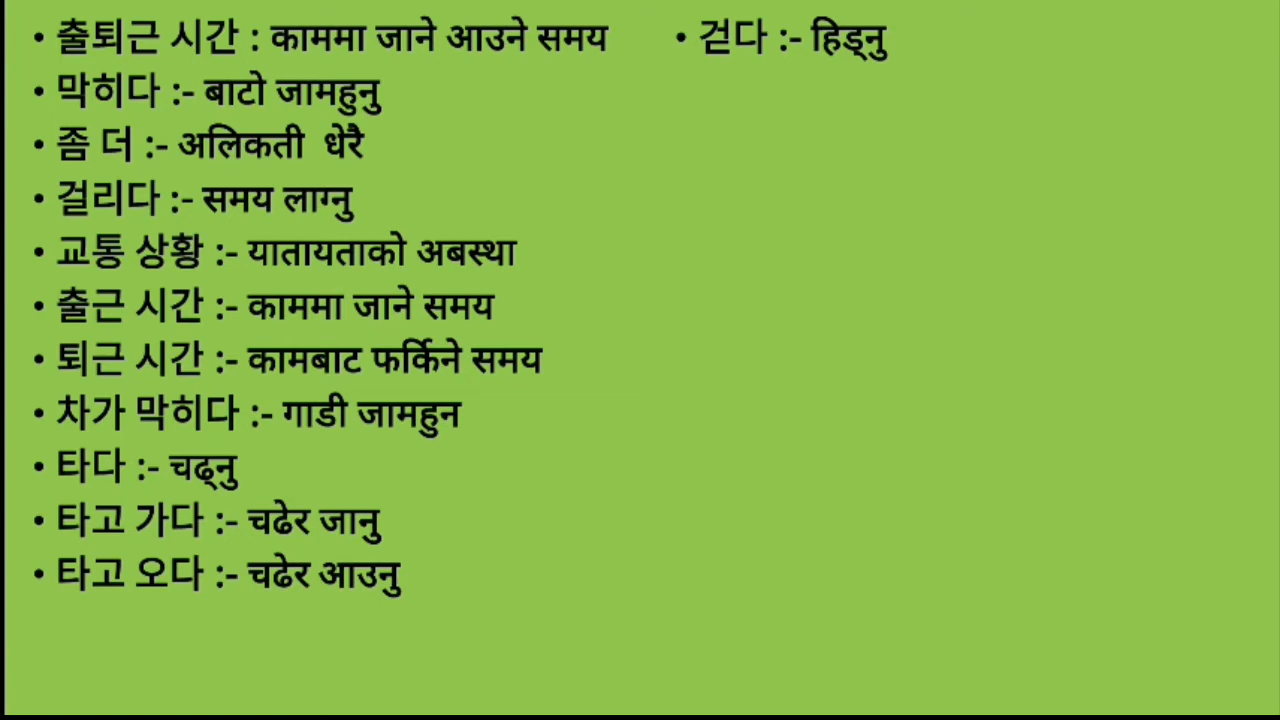 • 출퇴근 시간 : काममा जाने आउने समय
• 막히다 :- बाटो जामहुनु
• 좀 더 :- अलिकती धेरै
• 걸리다 :- समय लाग्नु
• 교통 상황 :- यातायताको अबस्था
• 출근 시간 :- काममा जाने समय
• 퇴근 시간 :- कामबाट फर्किने समय
• 차가 막히다 :- गाडी जामहुन
• 타다 :- चढ्नु
• 타고 가다 :- चढेर जानु
• 타고 오다 :- चढेर आउनु
• 걷다 :- हिड्नु